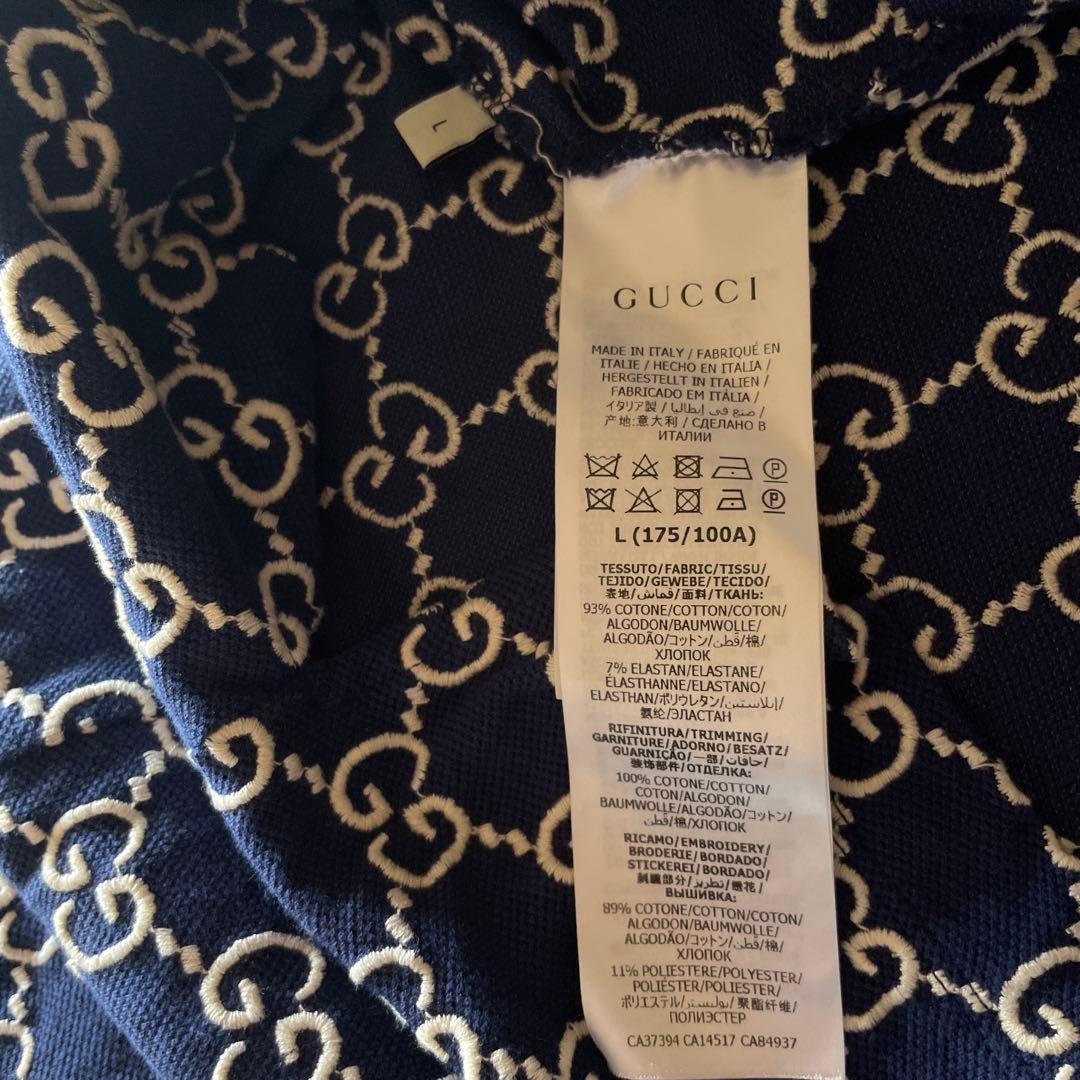 L
GUCCI
MADE IN ITALY / FABRIQUÉ EN
ITALIE / HECHO EN ITALIA /
HERGESTELLT IN ITALIEN /
FABRICADO EM ITÁLIA /
イタリア製 / صنع في إيطاليا /
产地:意大利 / СДЕЛАНО В
ИТАЛИИ
P
P
L (175/100A)
TESSUTO/FABRIC/TISSU/
TEJIDO/GEWEBE/TECIDO/
表地/قماش/面料/ТКАНЬ:
93% COTONE/COTTON/COTON/
ALGODON/BAUMWOLLE/
ALGODÃO/コットン/قطن/棉/
ХЛОПОК
7% ELASTAN/ELASTANE/
ÉLASTHANNE/ELASTANO/
ELASTHAN/ポリウレタン/إيلاستين/
氨纶/ЭЛАСТАН
RIFINITURA/TRIMMING/
GARNITURE/ADORNO/BESATZ/
GUARNIÇÃO/一部/حافات/
装饰部件/ОТДЕЛКА:
100% COTONE/COTTON/
COTON/ALGODON/
BAUMWOLLE/ALGODÃO/コットン/
قطن/棉/ХЛОПОК
RICAMO/EMBROIDERY/
BRODERIE/BORDADO/
STICKEREI/BORDADO/
刺繍部分/تطريز/绣花/
ВЫШИВКА:
89% COTONE/COTTON/COTON/
ALGODON/BAUMWOLLE/
ALGODÃO/コットン/قطن/棉/
ХЛОПОК
11% POLIESTERE/POLYESTER/
POLIÉSTER/POLIESTER/
ポリエステル/بوليستر/聚酯纤维/
ПОЛИЭСТЕР
CA37394 CA14517 CA84937